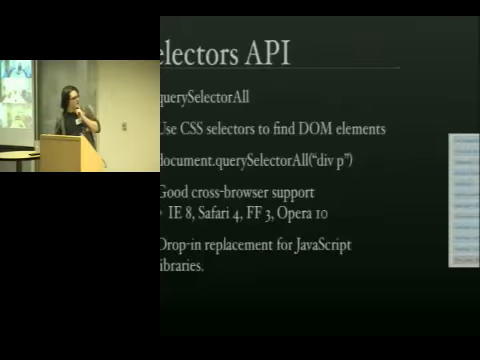 electors API
querySelectorAll
Use CSS selectors to find DOM elements
document.querySelectorAll("div p")
Good cross-browser support
IE 8, Safari 4, FF 3, Opera 10
Drop-in replacement for JavaScript
libraries.